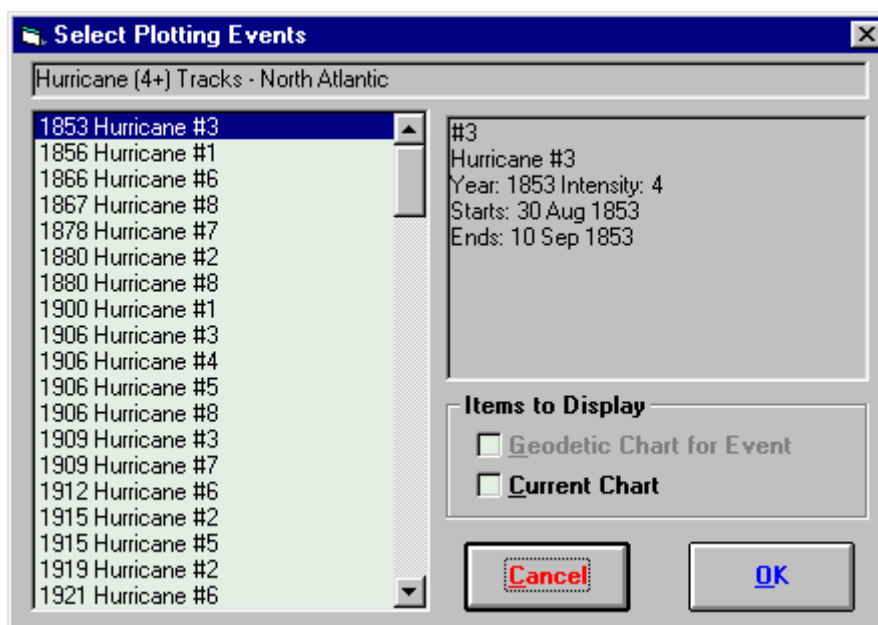 Select Plotting Events
Hurricane (4+) Tracks - North Atlantic
1853 Hurricane #3
1856 Hurricane #1
1866 Hurricane #6
1867 Hurricane #8
1878 Hurricane #7
1880 Hurricane #2
1880 Hurricane #8
1900 Hurricane #1
1906 Hurricane #3
1906 Hurricane #4
1906 Hurricane #5
1906 Hurricane #8
1909 Hurricane #3
1909 Hurricane #7
1912 Hurricane #6
1915 Hurricane #2
1915 Hurricane #5
1919 Hurricane #2
1921 Hurricane #6
#3
Hurricane #3
Year: 1853 Intensity: 4
Starts: 30 Aug 1853
Ends: 10 Sep 1853
Items to Display
Geodetic Chart for Event
Current Chart
Cancel
OK